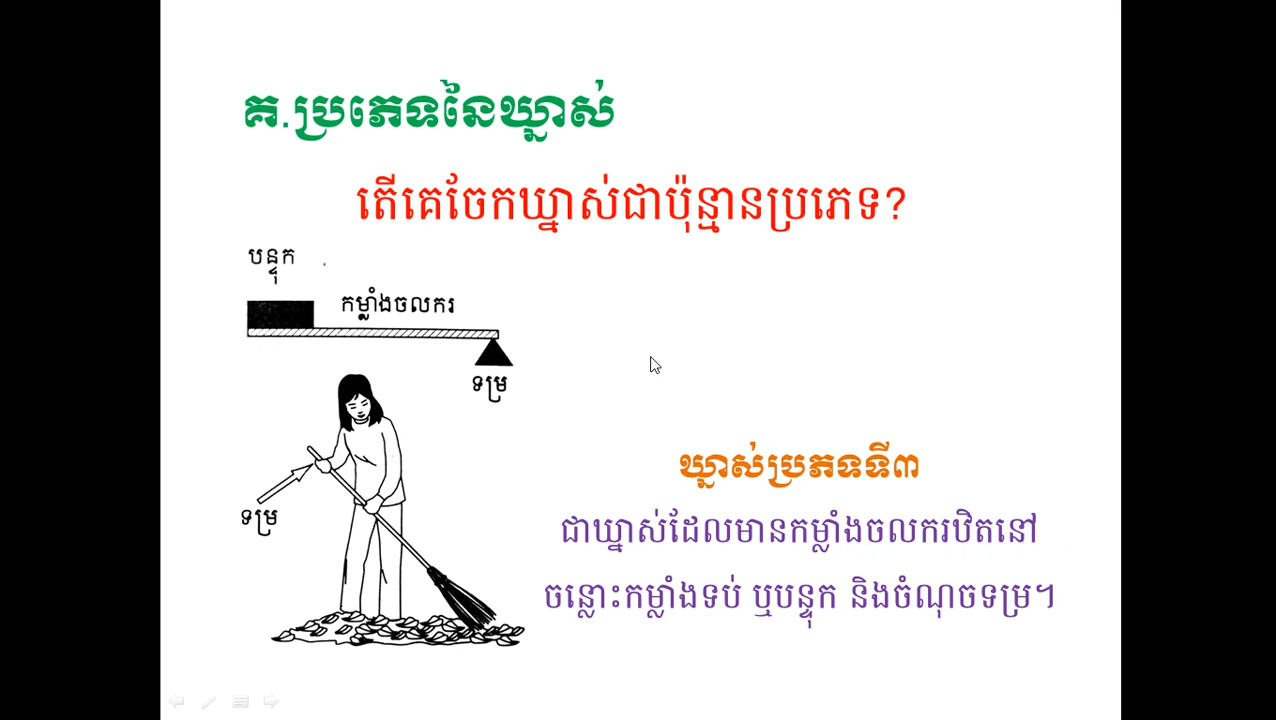 គ.ប្រភេទនៃឃ្នាស់
តើគេចែកឃ្នាស់ជាប៉ុន្មានប្រភេទ?
បន្ទុក
កម្លាំងចលករ
ទម្រ
ទម្រ
ឃ្នាស់ប្រភេទទី៣
ជាឃ្នាស់ដែលមានកម្លាំងចលករឋិតនៅ
ចន្លោះកម្លាំងទប់ ឬបន្ទុក និងចំណុចទម្រ។